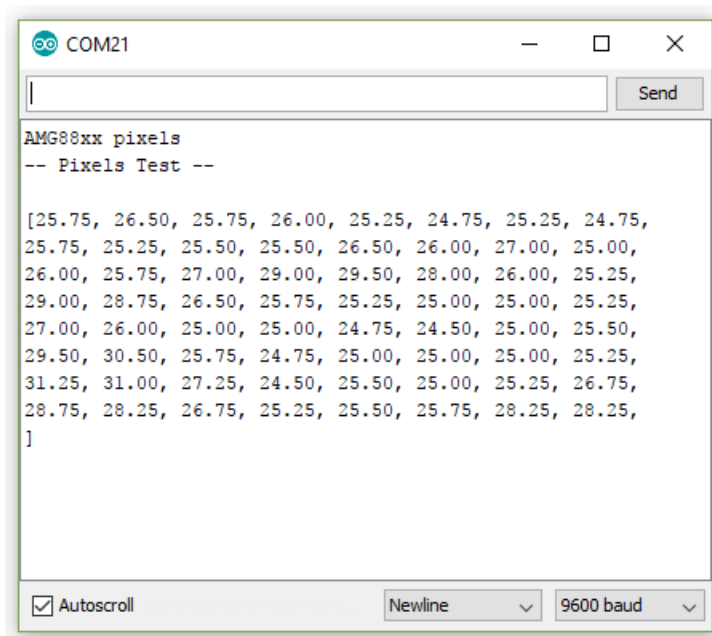 COM21
Send
AMG88xx pixels
-- Pixels Test --
[25.75, 26.50, 25.75, 26.00, 25.25, 24.75, 25.25, 24.75,
25.75, 25.25, 25.50, 25.50, 26.50, 26.00, 27.00, 25.00,
26.00, 25.75, 27.00, 29.00, 29.50, 28.00, 26.00, 25.25,
29.00, 28.75, 26.50, 25.75, 25.25, 25.00, 25.00, 25.25,
27.00, 26.00, 25.00, 25.00, 24.75, 24.50, 25.00, 25.50,
29.50, 30.50, 25.75, 24.75, 25.00, 25.00, 25.00, 25.25,
31.25, 31.00, 27.25, 24.50, 25.50, 25.00, 25.25, 26.75,
28.75, 28.25, 26.75, 25.25, 25.50, 25.75, 28.25, 28.25,
]
Autoscroll Newline 9600 baud